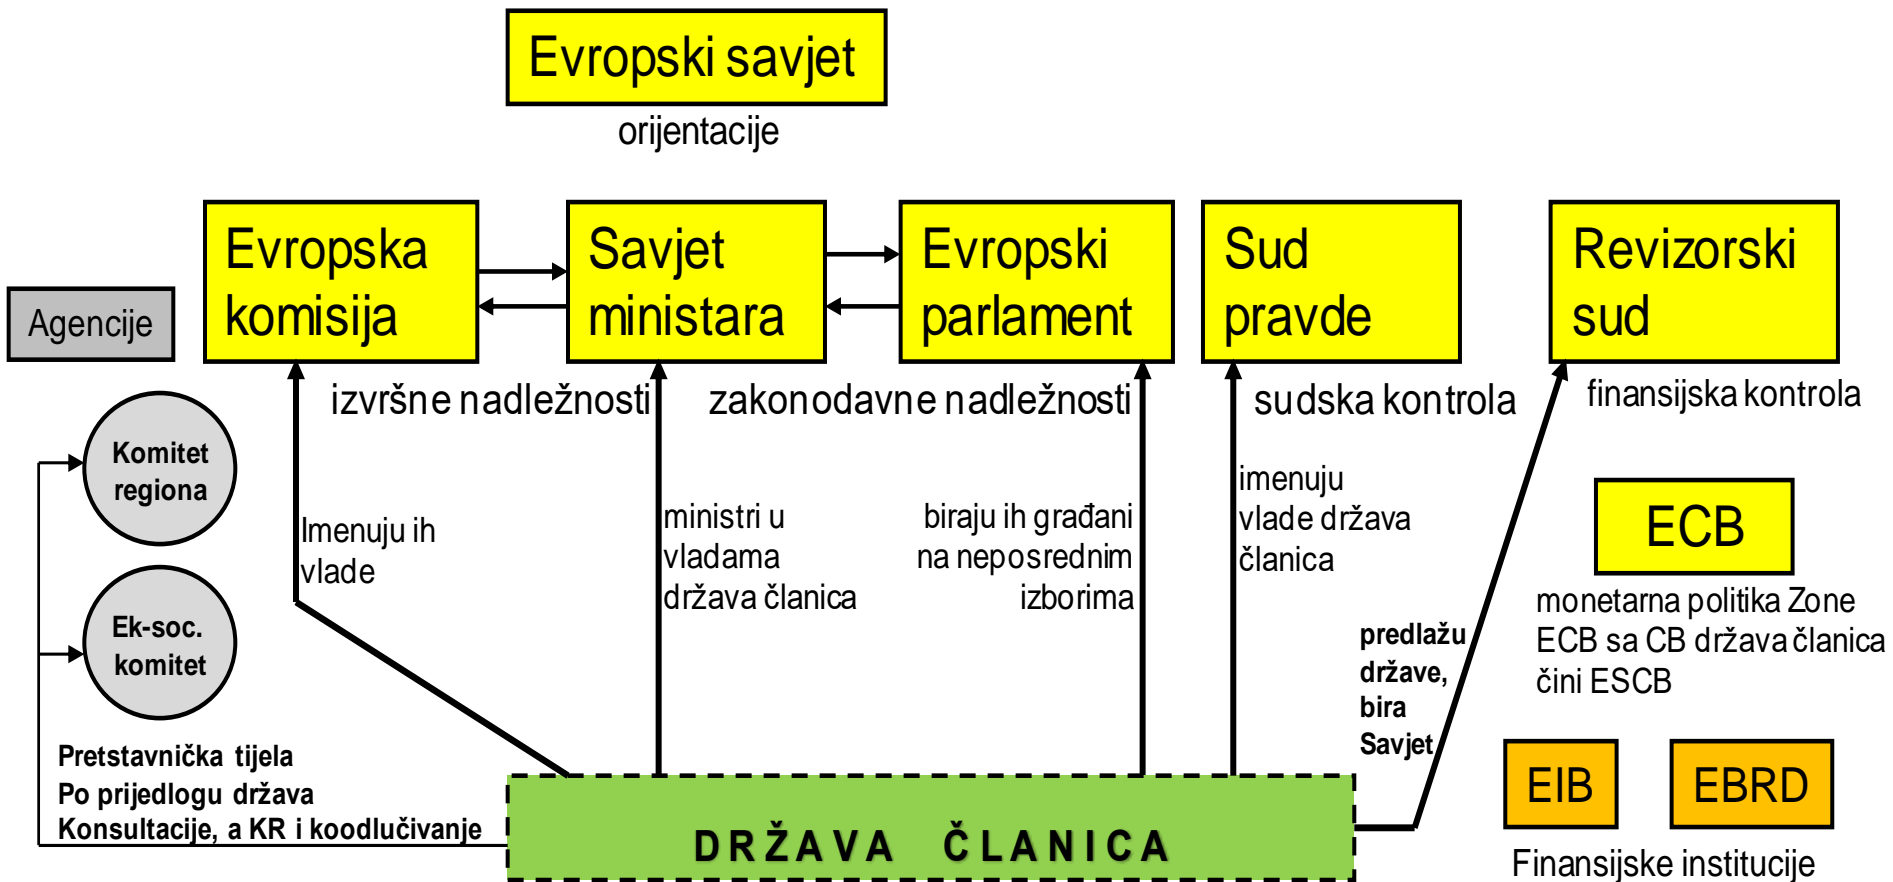 Evropski savjet
orijentacije
Evropska
komisija
Savjet
ministara
Evropski
parlament
Sud
pravde
Revizorski
sud
Agencije
izvršne nadležnosti
zakonodavne nadležnosti
sudska kontrola
finansijska kontrola
Komitet
regiona
Ek-soc.
komitet
Imenuju ih
vlade
ministri u
vladama
država članica
biraju ih građani
na neposrednim
izborima
imenuju
vlade država
članica
predlažu
države,
bira
Savjet
ECB
monetarna politika Zone
ECB sa CB država članica
čini ESCB
Pretstavnička tijela
Po prijedlogu država
Konsultacije, a KR i koodlučivanje
DRŽAVA ČLANICA
EIB
EBRD
Finansijske institucije